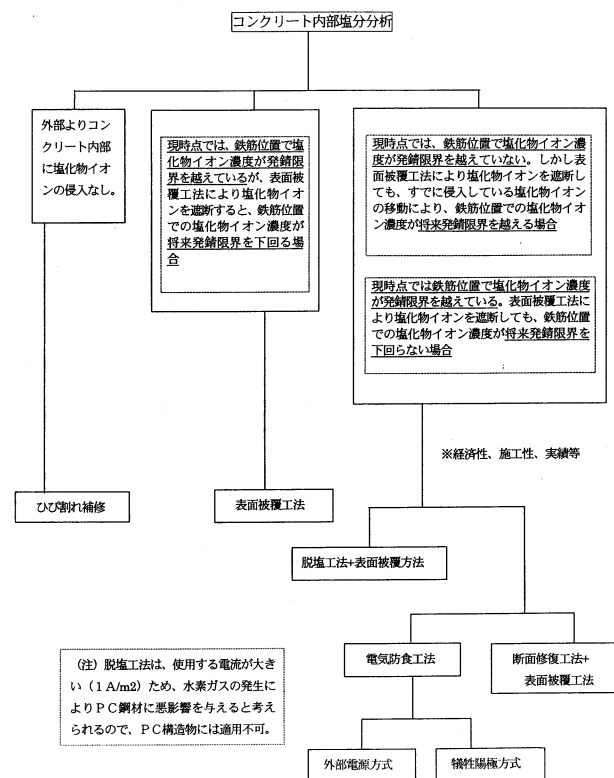 コンクリート内部塩分分析
外部よりコンク
リート内部
に塩化物イオ
ンの侵入なし。
現時点では、鉄筋位置で塩
化物イオン濃度が発錆限
界を越えているが、表面被
覆工法により塩化物イオ
ンを遮断すると、鉄筋位置
での塩化物イオン濃度が
将来発錆限界を下回る場
合
現時点では、鉄筋位置で塩化物イオン濃
度が発錆限界を越えていない。しかし表
面被覆工法により塩化物イオンを遮断し
ても、すでに侵入している塩化物イオン
の移動により、鉄筋位置での塩化物イオ
ン濃度が将来発錆限界を越える場合
現時点では鉄筋位置で塩化物イオン濃度
が発錆限界を越えている。表面被覆工法に
より塩化物イオンを遮断しても、鉄筋位置
での塩化物イオン濃度が将来発錆限界を
下回らない場合
※経済性、施工性、実績等
ひび割れ補修
表面被覆工法
脱塩工法+表面被覆方法
電気防食工法
断面修復工法+
表面被覆工法
(注)脱塩工法は、使用する電流が大き
い(1A/m2)ため、水素ガスの発生に
よりPC鋼材に悪影響を与えると考え
られるので、PC構造物には適用不可。
外部電源方式
犠牲陽極方式